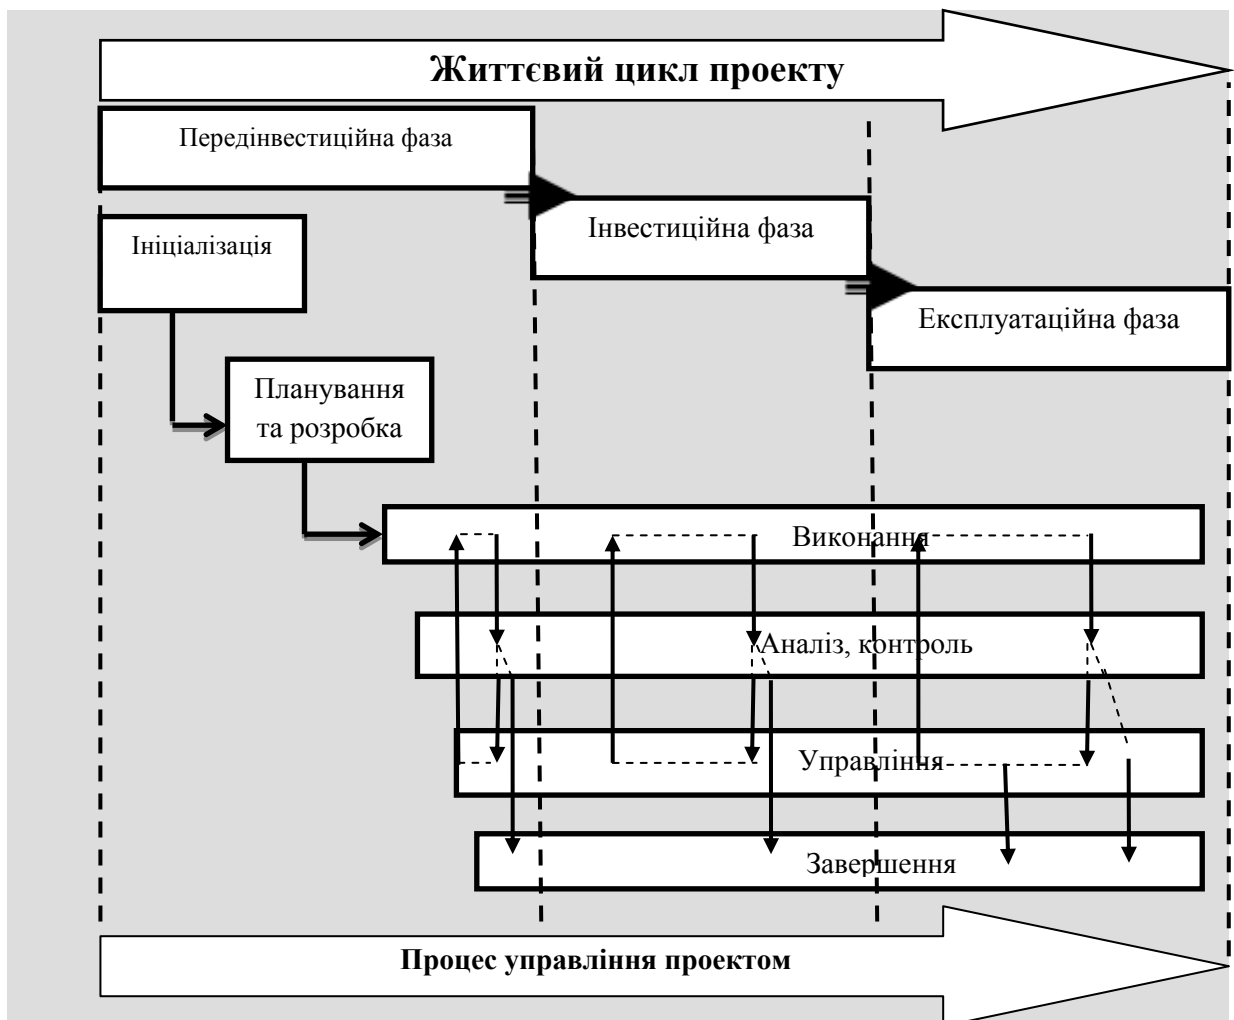 Життєвий цикл проекту
Передінвестиційна фаза
Інвестиційна фаза
Ініціалізація
Експлуатаційна фаза
Планування
та розробка
Виконання
Аналіз, контроль
Управління
Завершення
Процес управління проектом